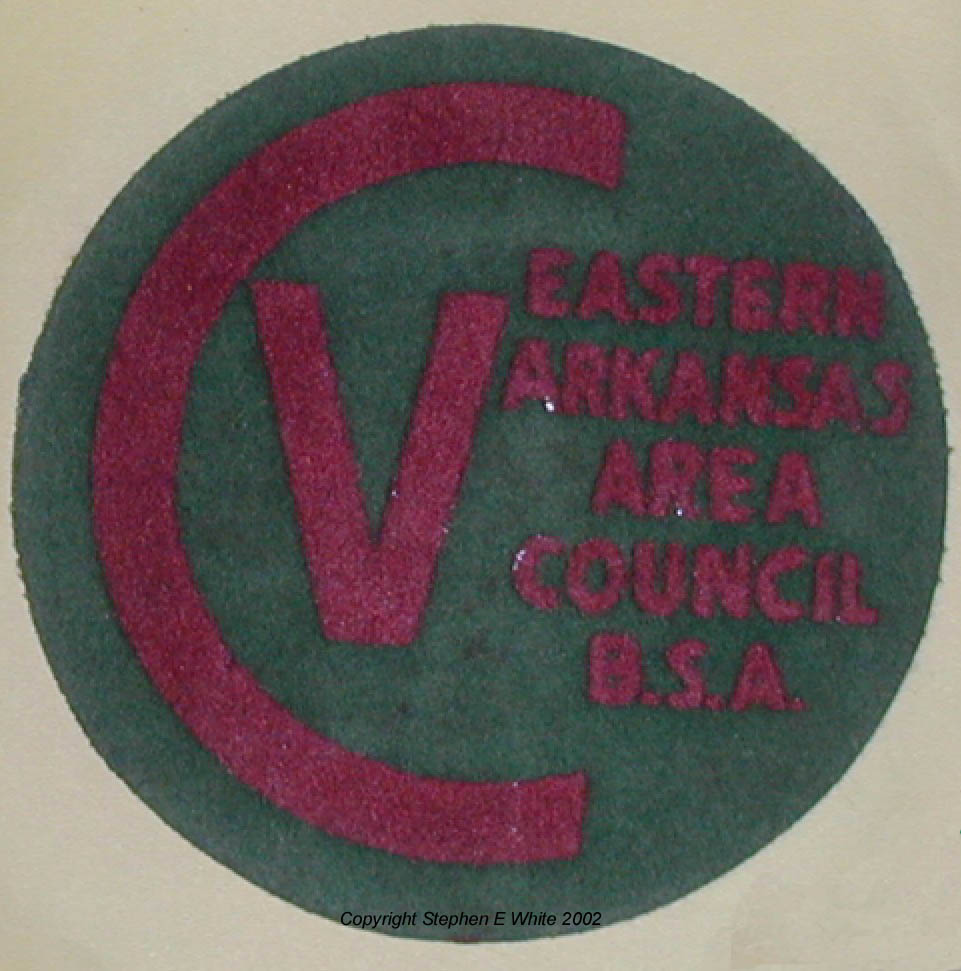 CV
EASTERN
ARKANSAS
AREA
COUNCIL
B.S.A.
Copyright Stephen E White 2002